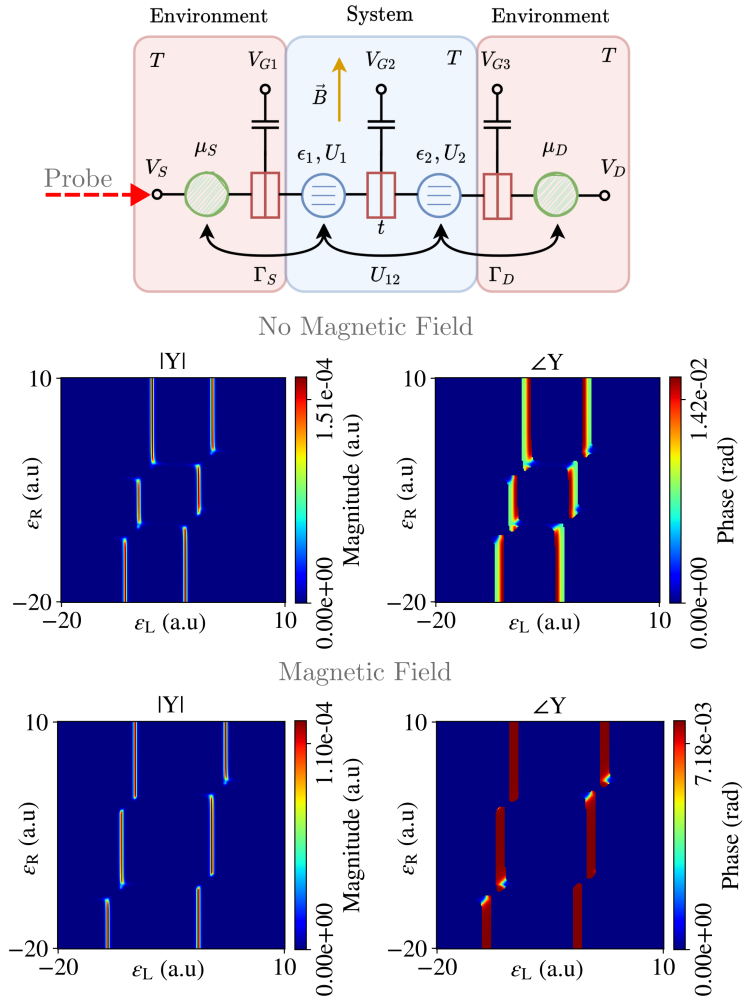 Environment System Environment
T T T
V_{G1} V_{G2} V_{G3}
\vec{B}
μ_S ϵ_1, U_1 ϵ_2, U_2 μ_D
Probe V_S V_D
t
Γ_S U_{12} Γ_D
No Magnetic Field
|Y| ∠Y
10 1.51e-04 10 1.42e-02
ε_R (a.u) Magnitude (a.u) ε_R (a.u) Phase (rad)
−20 0.00e+00 −20 0.00e+00
−20 ε_L (a.u) 10 −20 ε_L (a.u) 10
Magnetic Field
|Y| ∠Y
10 1.10e-04 10 7.18e-03
ε_R (a.u) Magnitude (a.u) ε_R (a.u) Phase (rad)
−20 0.00e+00 −20 0.00e+00
−20 ε_L (a.u) 10 −20 ε_L (a.u) 10